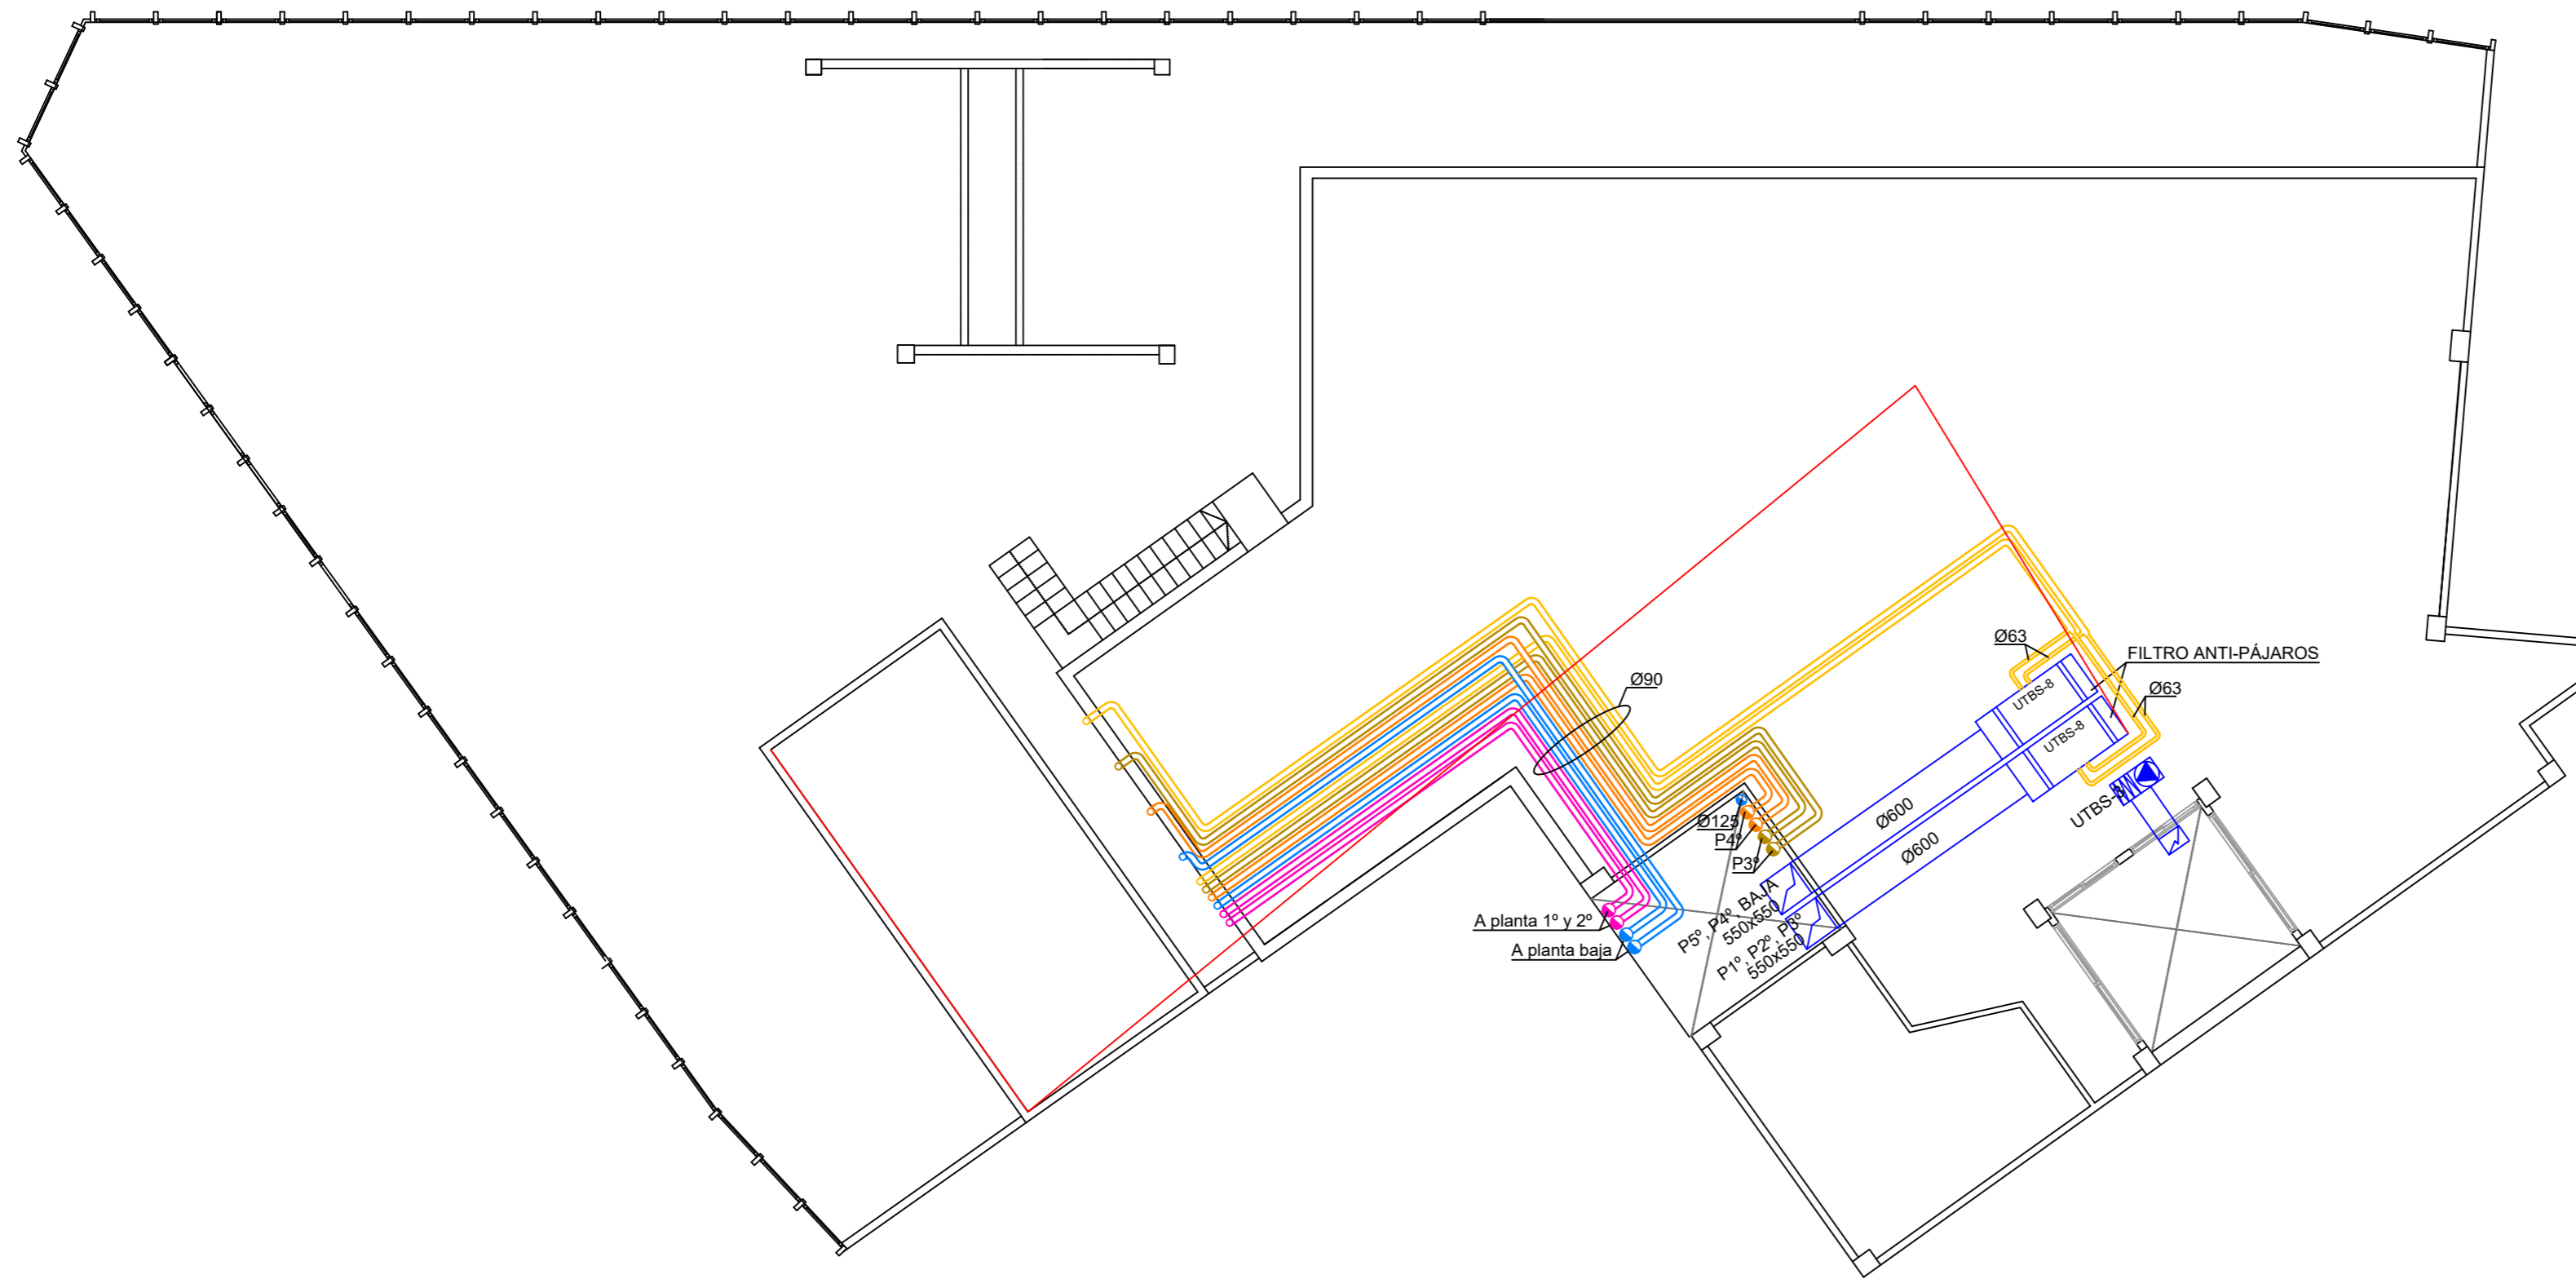 Ø63
FILTRO ANTI-PÁJAROS
Ø90
UTBS-8
Ø63
UTBS-8
UTBS-8
Ø600
Ø125
P4º
Ø600
P3º
A planta 1º y 2º
P5º, P4º, BAJA
550x550
A planta baja
P1º, P2º, P3º
550x550